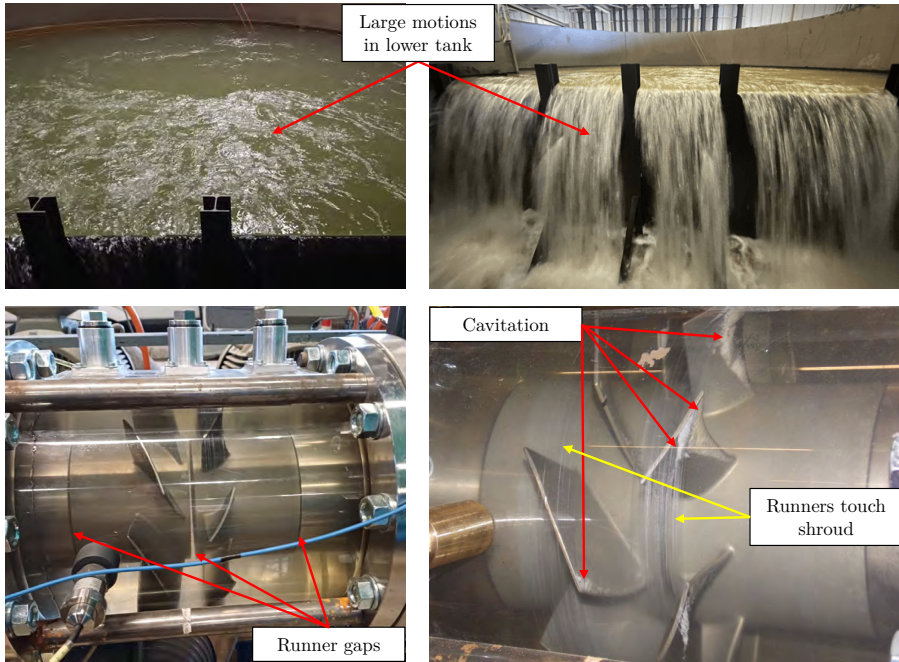 Large motions
in lower tank
Cavitation
Runners touch
shroud
Runner gaps